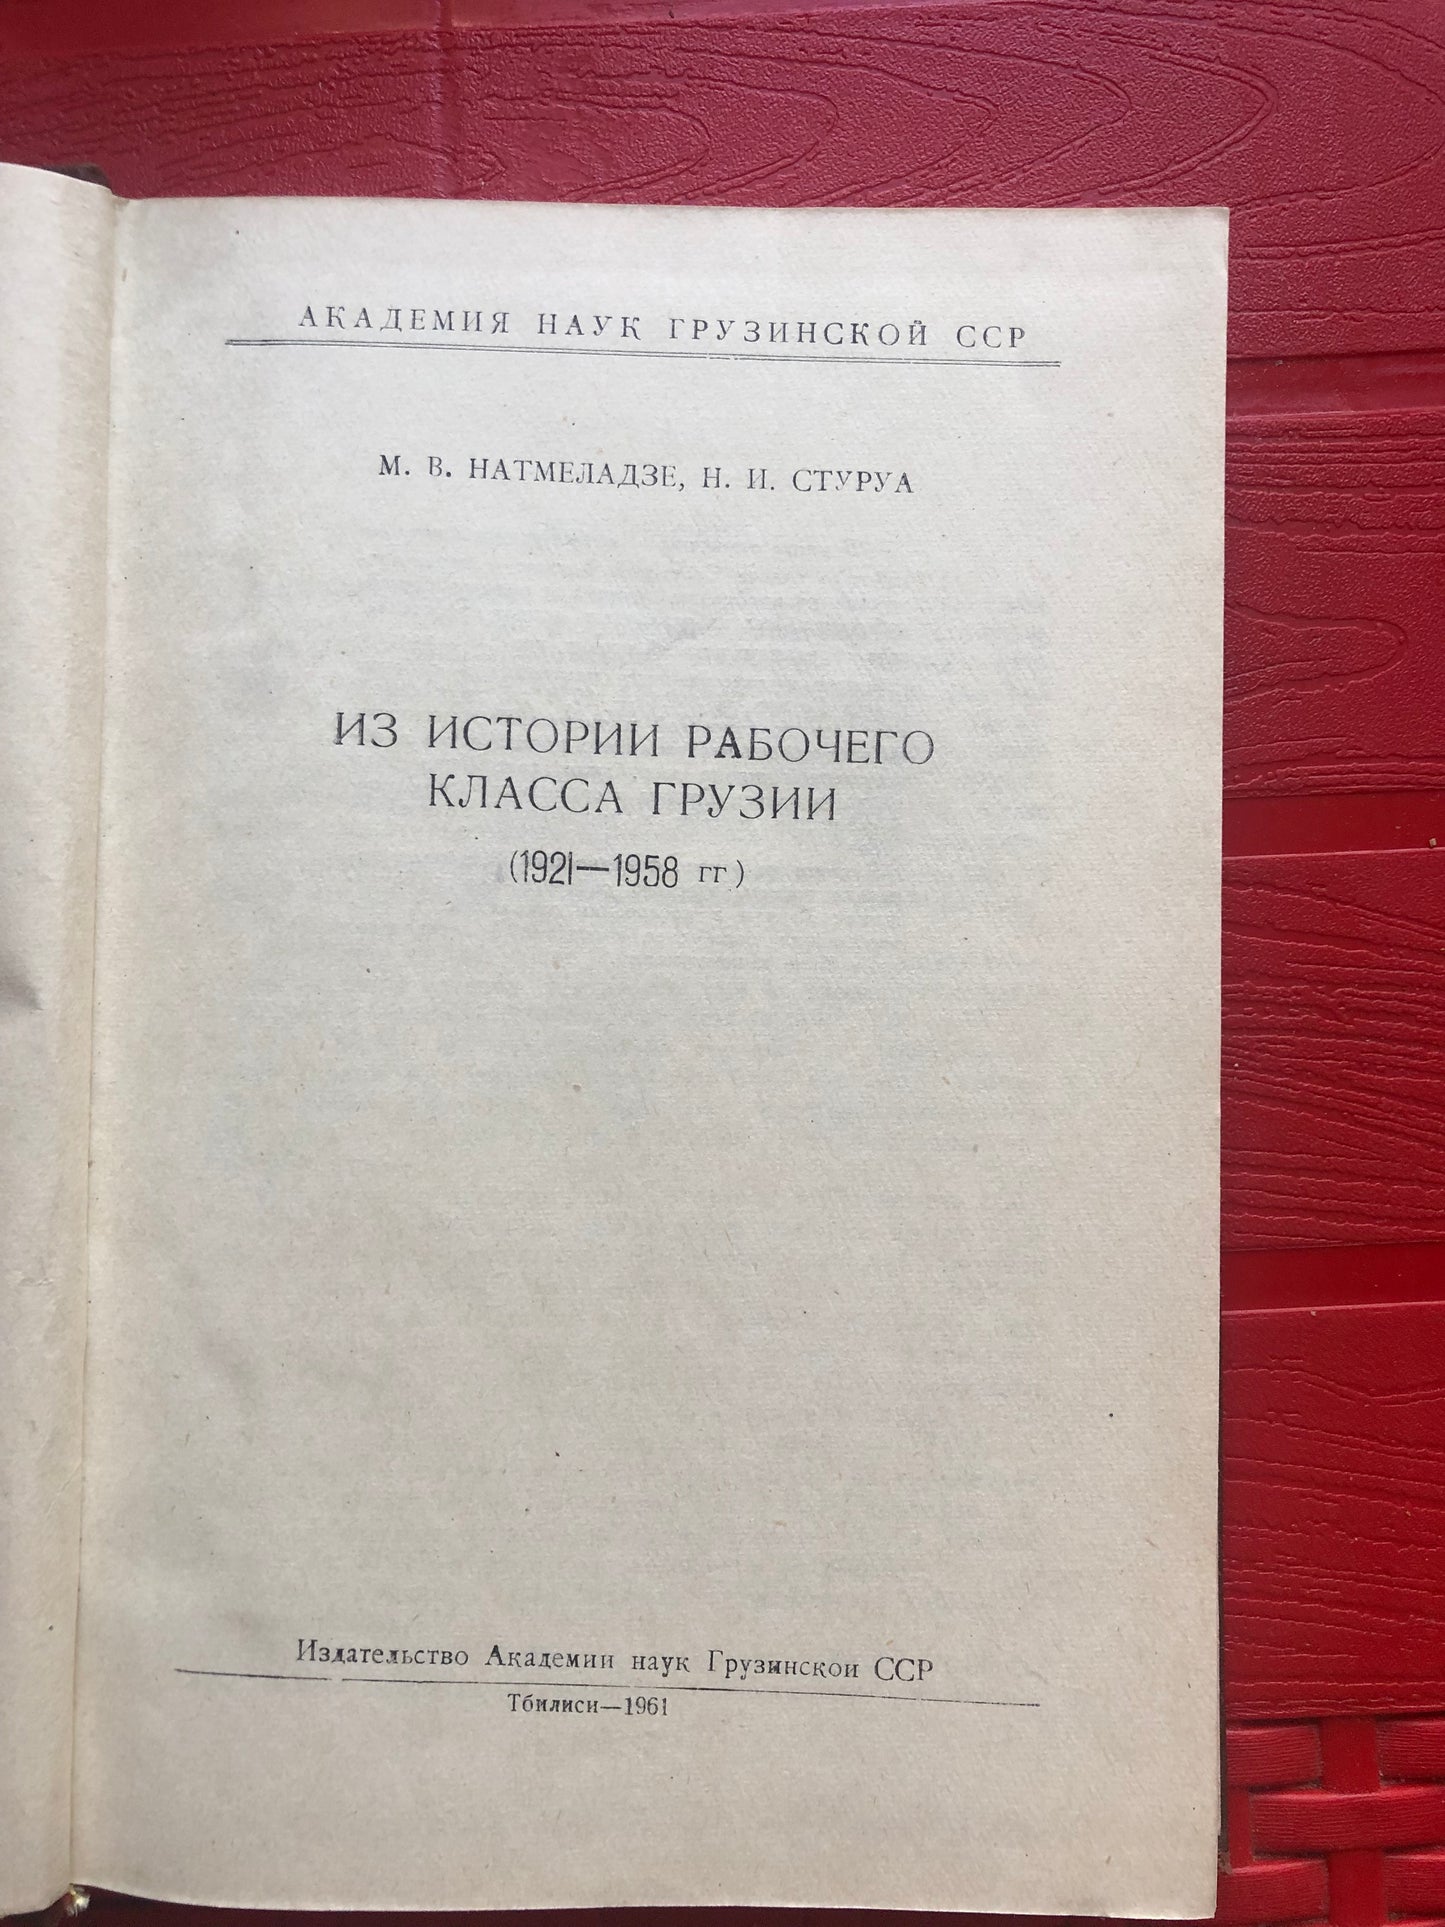 АКАДЕМИЯ НАУК ГРУЗИНСКОЙ ССР
М. В. НАТМЕЛАДЗЕ, Н. И. СТУРУА
ИЗ ИСТОРИИ РАБОЧЕГО
КЛАССА ГРУЗИИ
(1921—1958 гг)
Издательство Академии наук Грузинской ССР
Тбилиси—1961